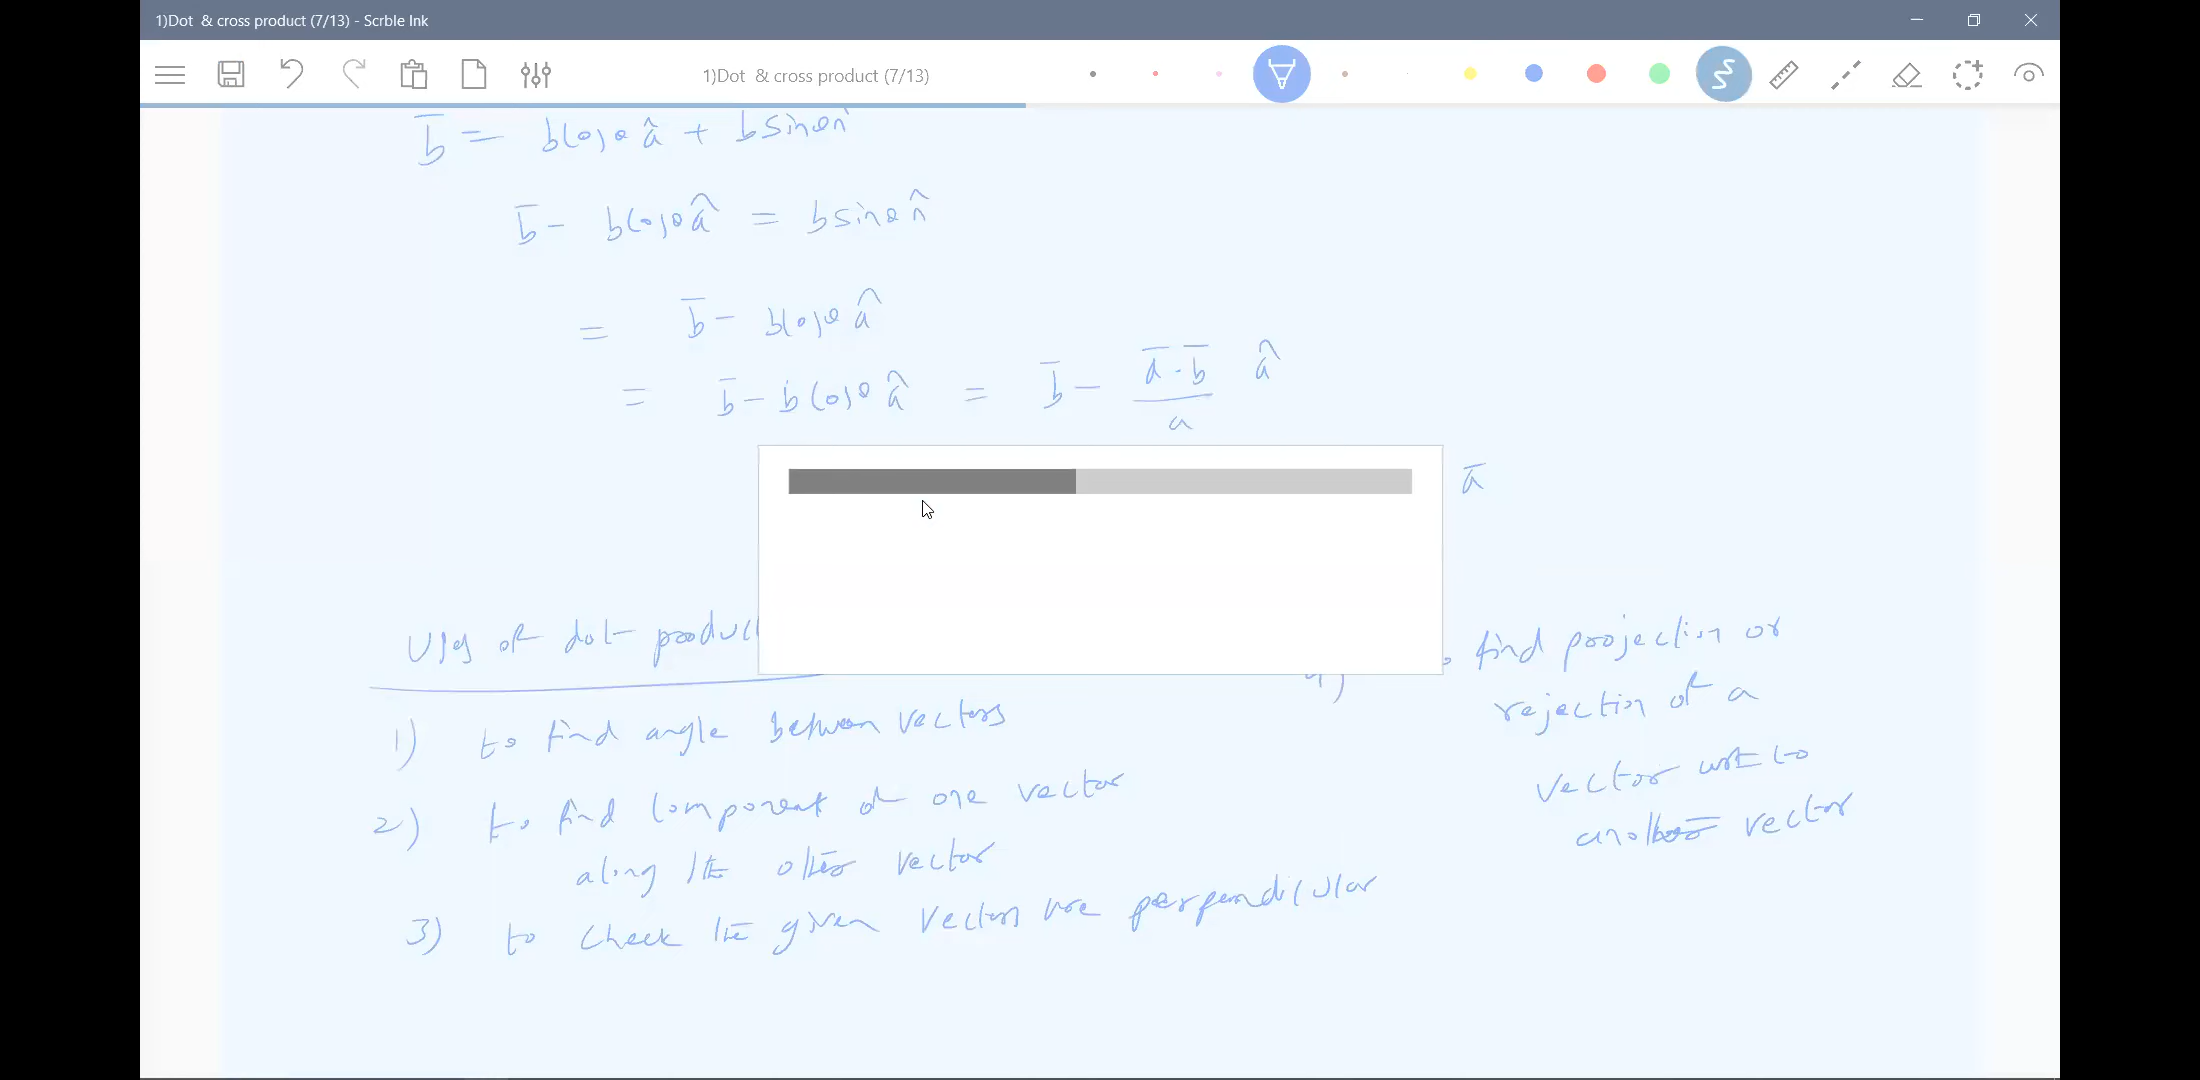 1)Dot & cross product (7/13) - Scrble Ink
1)Dot & cross product (7/13)
b̅ = bcosθ â + bsinθ n̂
b̅ - bcosθ â = bsinθ n̂
= b̅ - bcosθ â
= b̅ - bcosθ â = b̅ - a̅·b̅/a â
a̅
Uses of dot product
1) to find angle between vectors
2) to find component of one vector
along the other vector
3) to check the given vectors are perpendicular
4) find projection or
rejection of a
vector wrt to
another vector